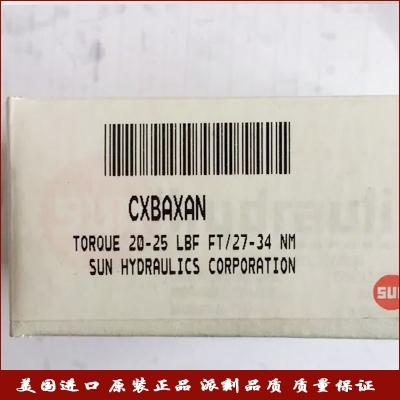 CXBAXAN
TORQUE 20-25 LBF FT/27-34 NM
SUN HYDRAULICS CORPORATION
美国进口 原装正品 派制品质 质量保证